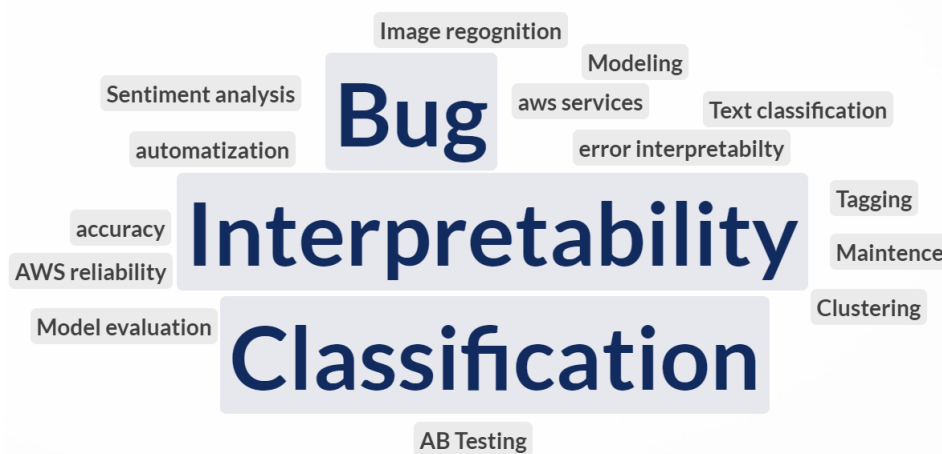 Image regognition
Modeling
Sentiment analysis
Bug
aws services
Text classification
automatization
error interpretabilty
Interpretability
Tagging
accuracy
Maintence
AWS reliability
Clustering
Model evaluation
Classification
AB Testing